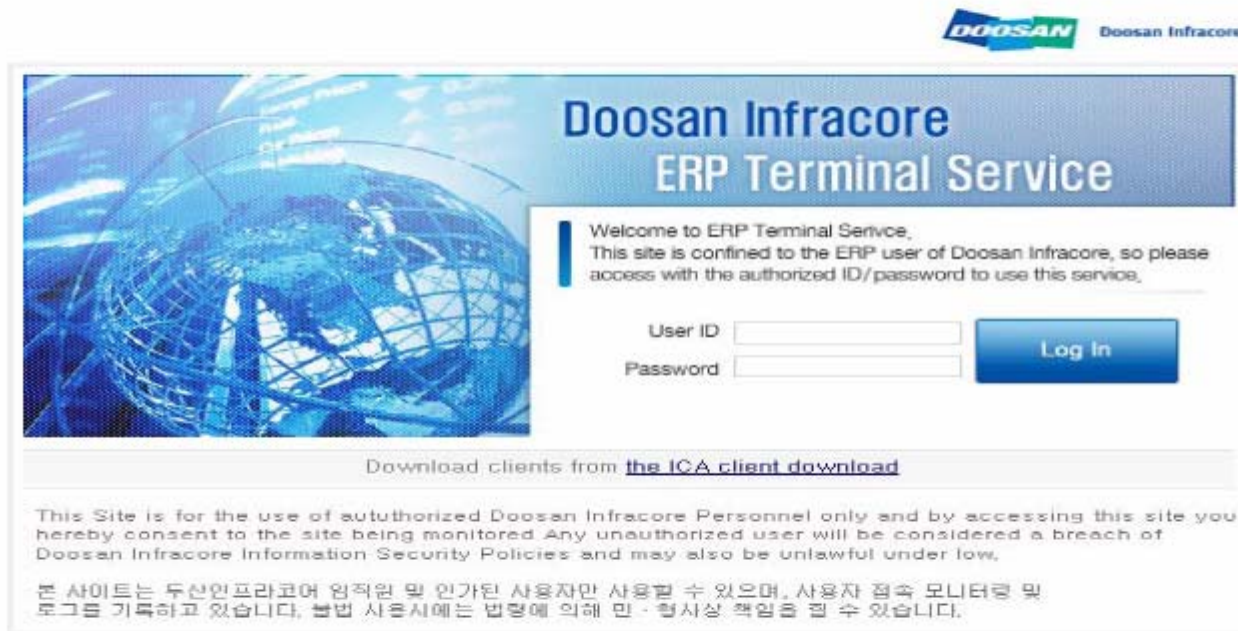 DOOSAN Doosan Infracore
Doosan Infracore
ERP Terminal Service
Welcome to ERP Terminal Serivce,
This site is confined to the ERP user of Doosan Infracore, so please
access with the authorized ID/password to use this service,
User ID
Log In
Password
Download clients from the ICA client download
This Site is for the use of aututhorized Doosan Infracore Personnel only and by accessing this site you
hereby consent to the site being monitored Any unauthorized user will be considered a breach of
Doosan Infracore Information Security Policies and may also be unlawful under low,
본 사이트는 두산인프라코어 임직원 및 인가된 사용자만 사용할 수 있으며, 사용자 접속 모니터링 및
로그를 기록하고 있습니다. 불법 사용시에는 법령에 의해 민 · 형사상 책임을 질 수 있습니다.